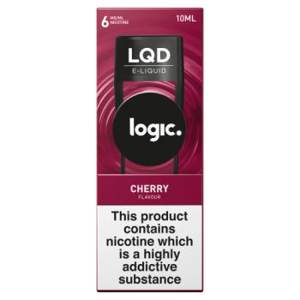 6 MG/ML
NICOTINE
10ML
LQD
E-LIQUID
logic.
CHERRY
FLAVOUR
This product
contains
nicotine which
is a highly
addictive
substance